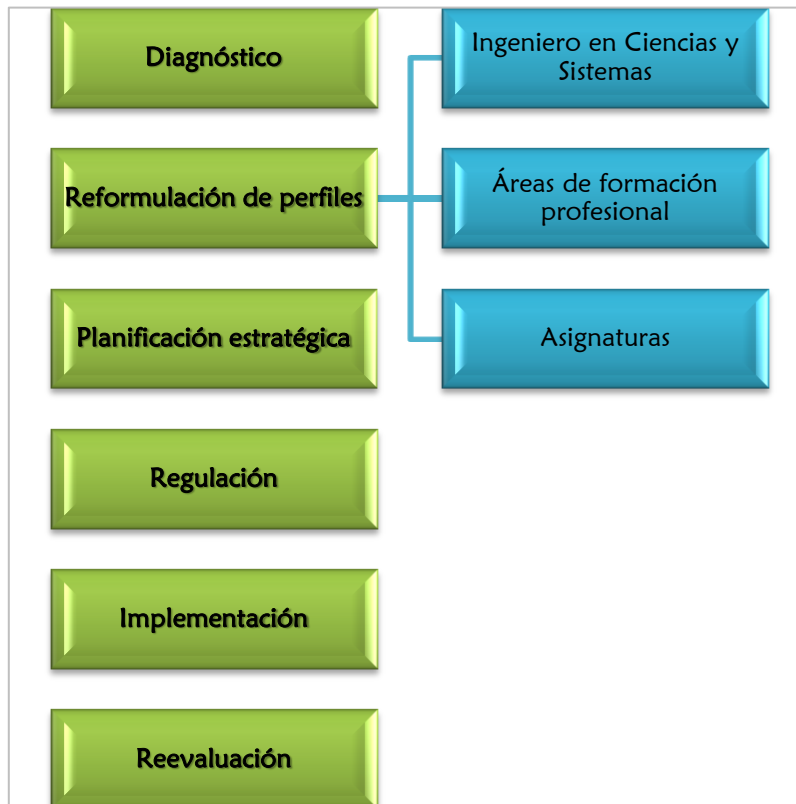 Diagnóstico
Reformulación de perfiles
Planificación estratégica
Regulación
Implementación
Reevaluación
Ingeniero en Ciencias y
Sistemas
Áreas de formación
profesional
Asignaturas